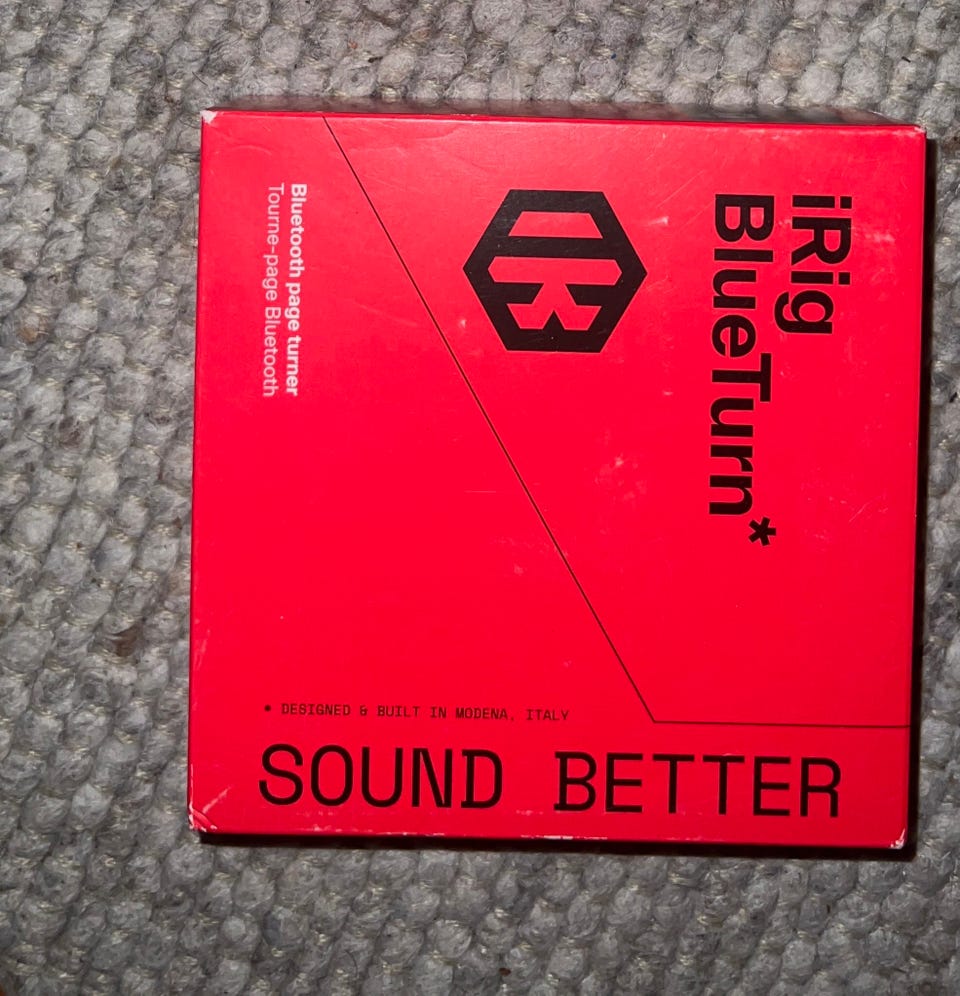 iRig
BlueTurn*
Bluetooth page turner
Tourne-page Bluetooth
* DESIGNED & BUILT IN MODENA, ITALY
SOUND BETTER